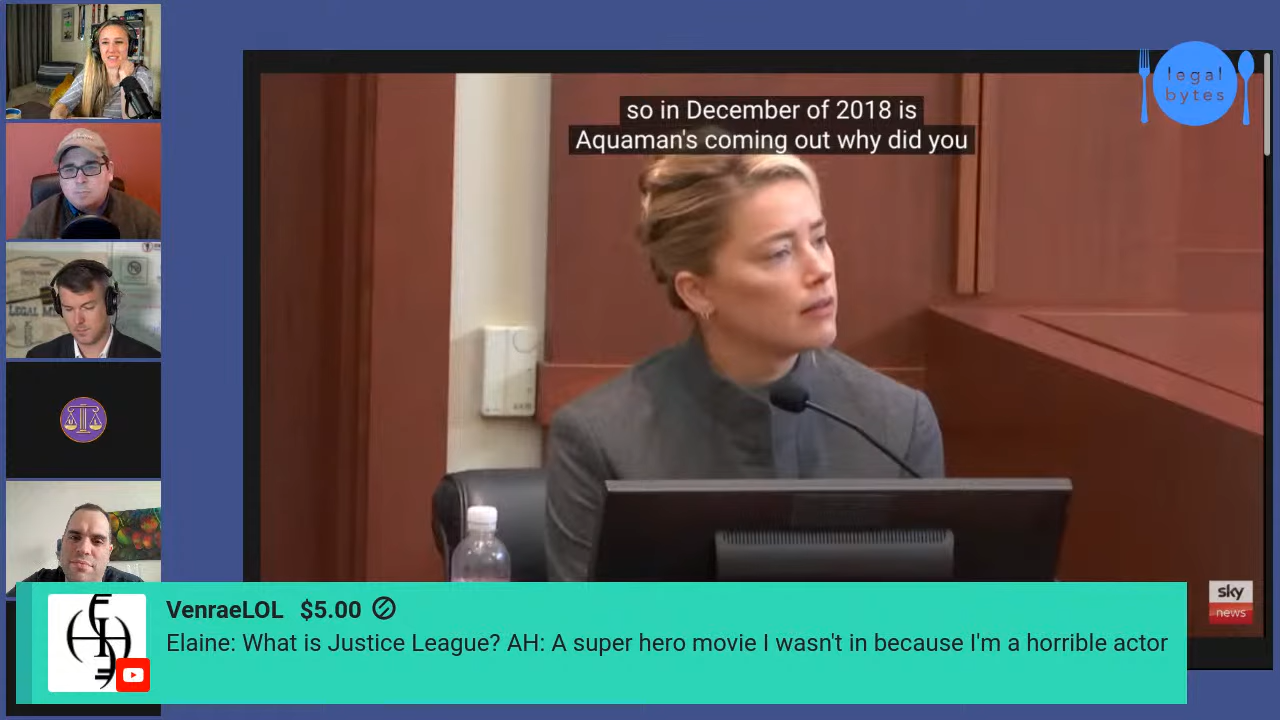 legal
bytes
so in December of 2018 is
Aquaman's coming out why did you
LEGAL M
sky
news
VenraeLOL $5.00
Elaine: What is Justice League? AH: A super hero movie I wasn't in because I'm a horrible actor